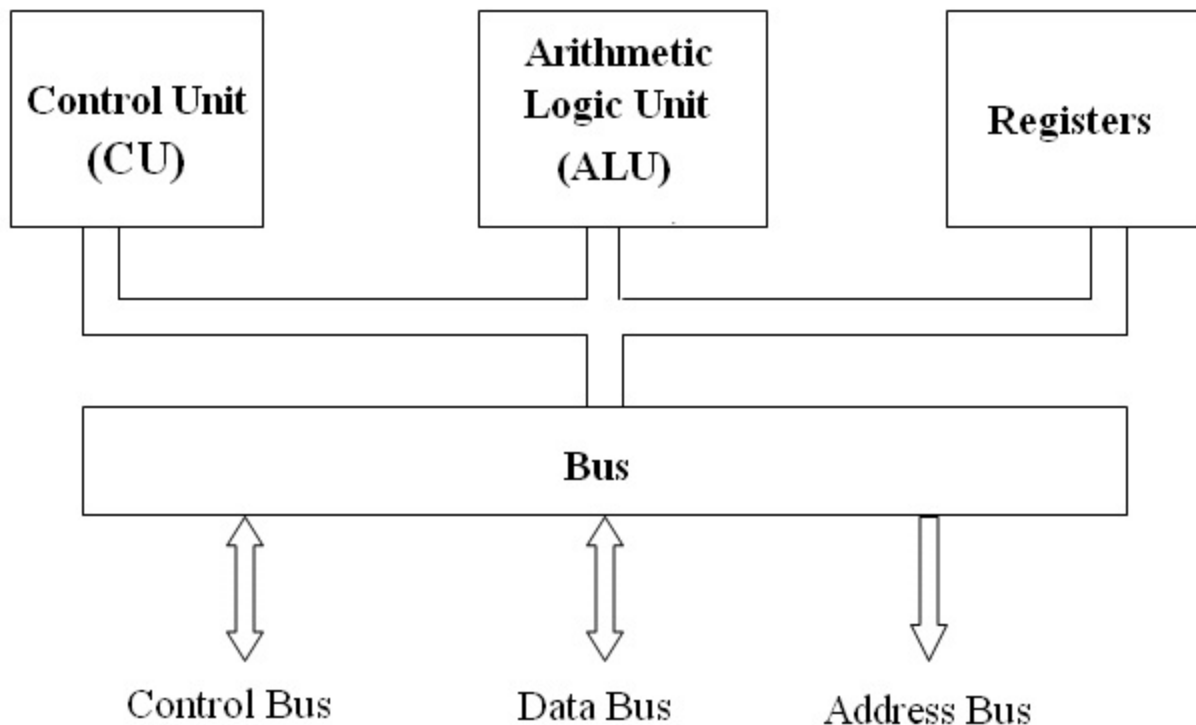 Control Unit
(CU)
Arithmetic
Logic Unit
(ALU)
Registers
Bus
Control Bus
Data Bus
Address Bus